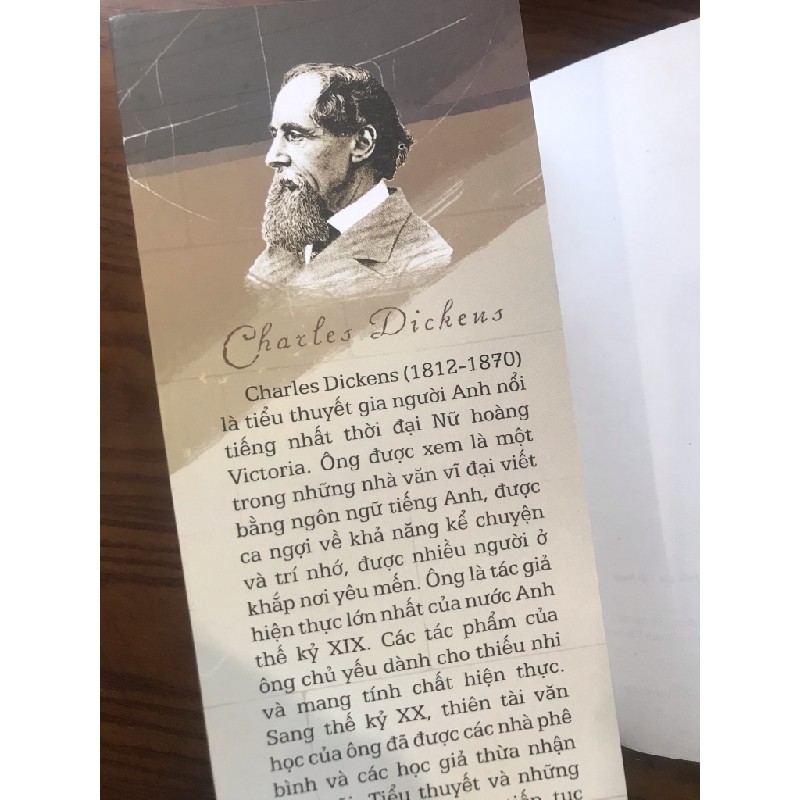 Charles Dickens
Charles Dickens (1812-1870)
là tiểu thuyết gia người Anh nổi
tiếng nhất thời đại Nữ hoàng
Victoria. Ông được xem là một
trong những nhà văn vĩ đại viết
bằng ngôn ngữ tiếng Anh, được
ca ngợi về khả năng kể chuyện
và trí nhớ, được nhiều người ở
khắp nơi yêu mến. Ông là tác giả
hiện thực lớn nhất của nước Anh
thế kỷ XIX. Các tác phẩm của
ông chủ yếu dành cho thiếu nhi
và mang tính chất hiện thực.
Sang thế kỷ XX, thiên tài văn
học của ông đã được các nhà phê
bình và các học giả thừa nhận
Tiểu thuyết và những
tục